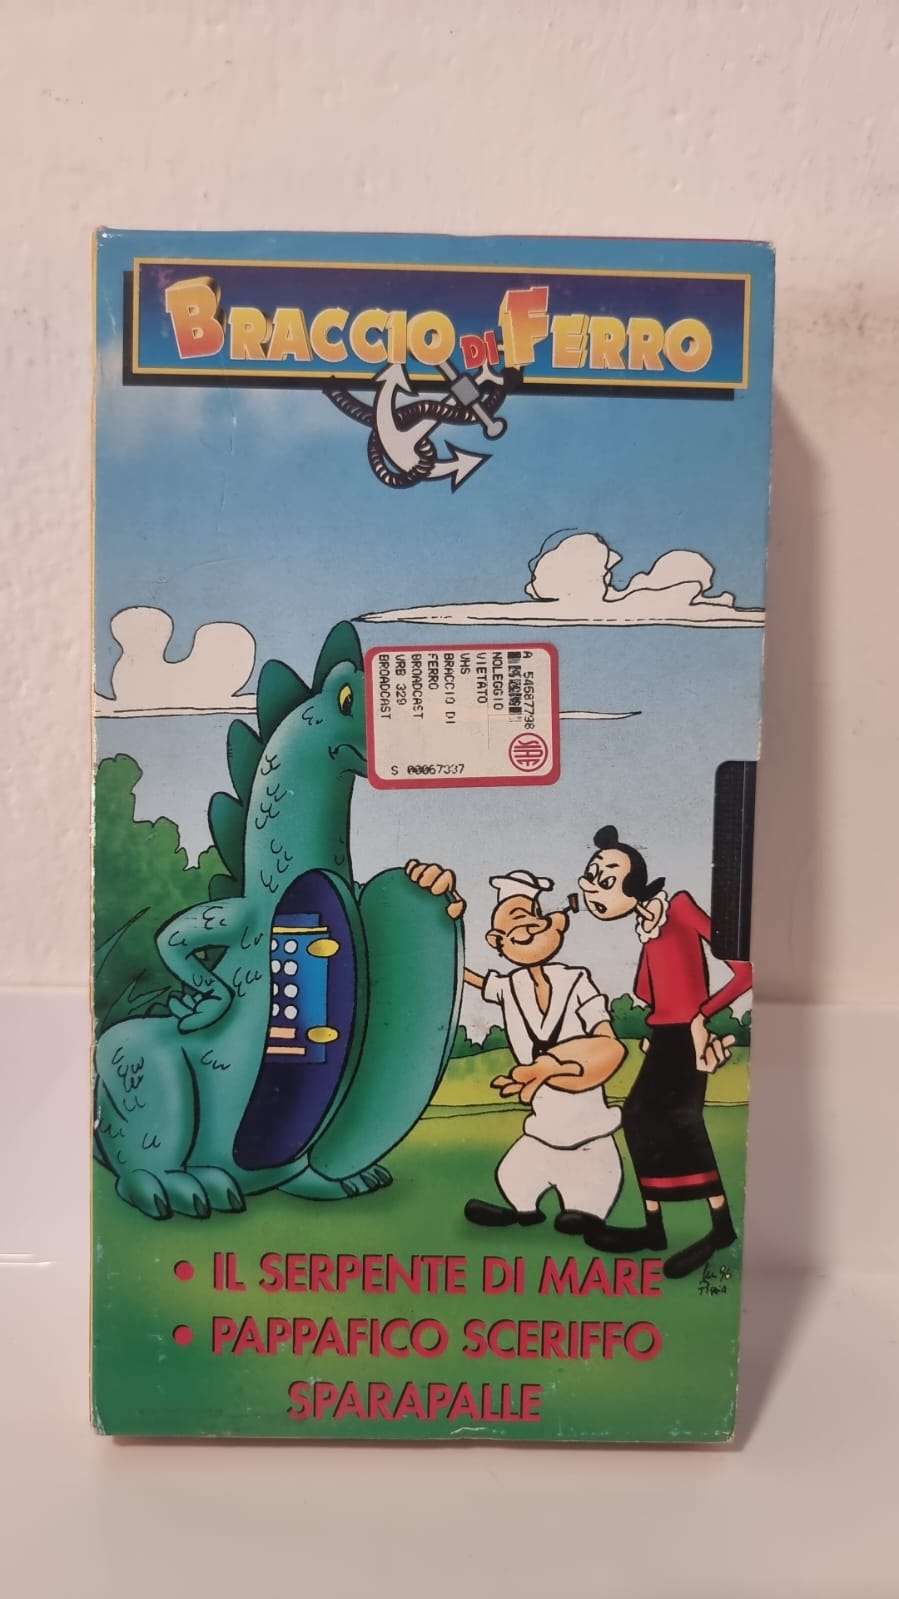 BRACCIO DI FERRO
A 54587798
NOLEGGIO
VIETATO
VHS
BRACCIO DI
FERRO
BROADCAST
VRB 329
BROADCAST
S 00067337
SIAE
• IL SERPENTE DI MARE
• PAPPAFICO SCERIFFO
SPARAPALLE